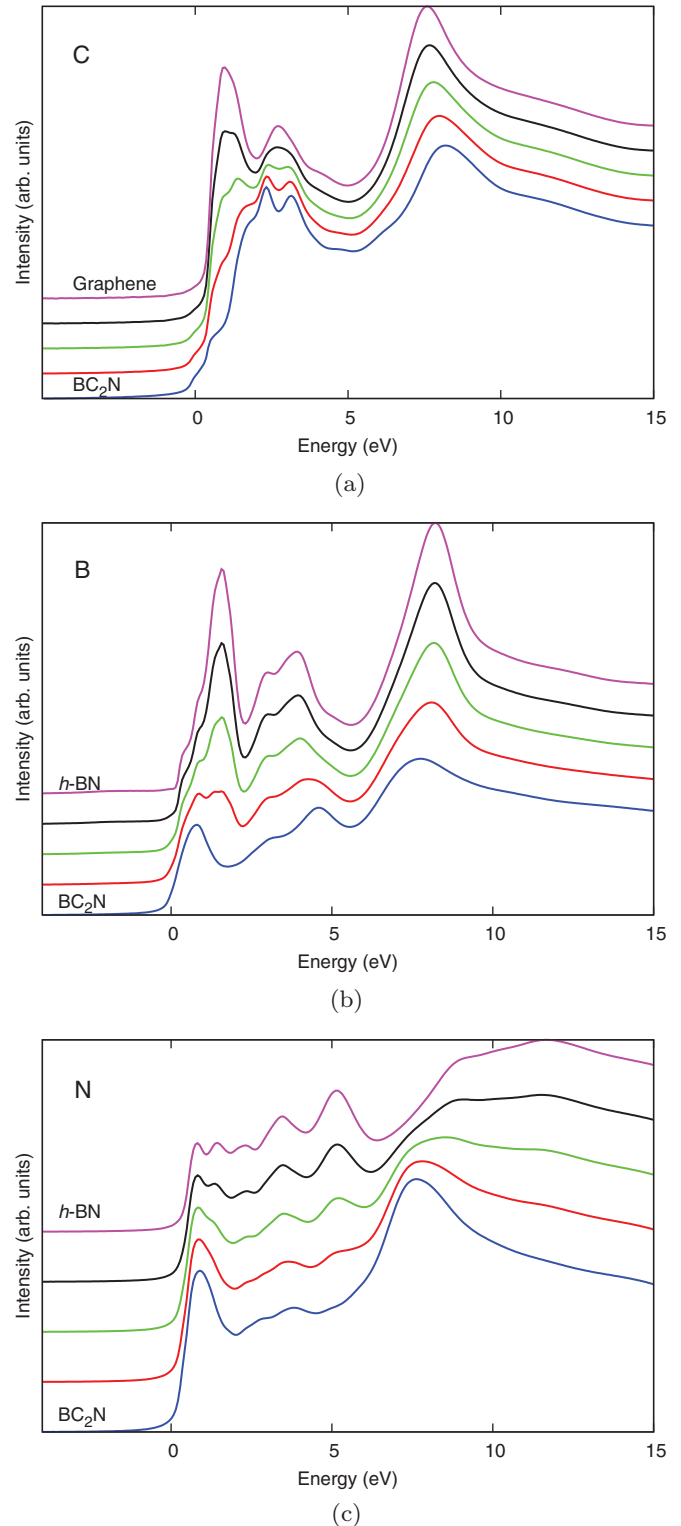 C
Intensity (arb. units)
Graphene
BC₂N
0 5 10 15
Energy (eV)
(a)
B
Intensity (arb. units)
h-BN
BC₂N
0 5 10 15
Energy (eV)
(b)
N
Intensity (arb. units)
h-BN
BC₂N
0 5 10 15
Energy (eV)
(c)